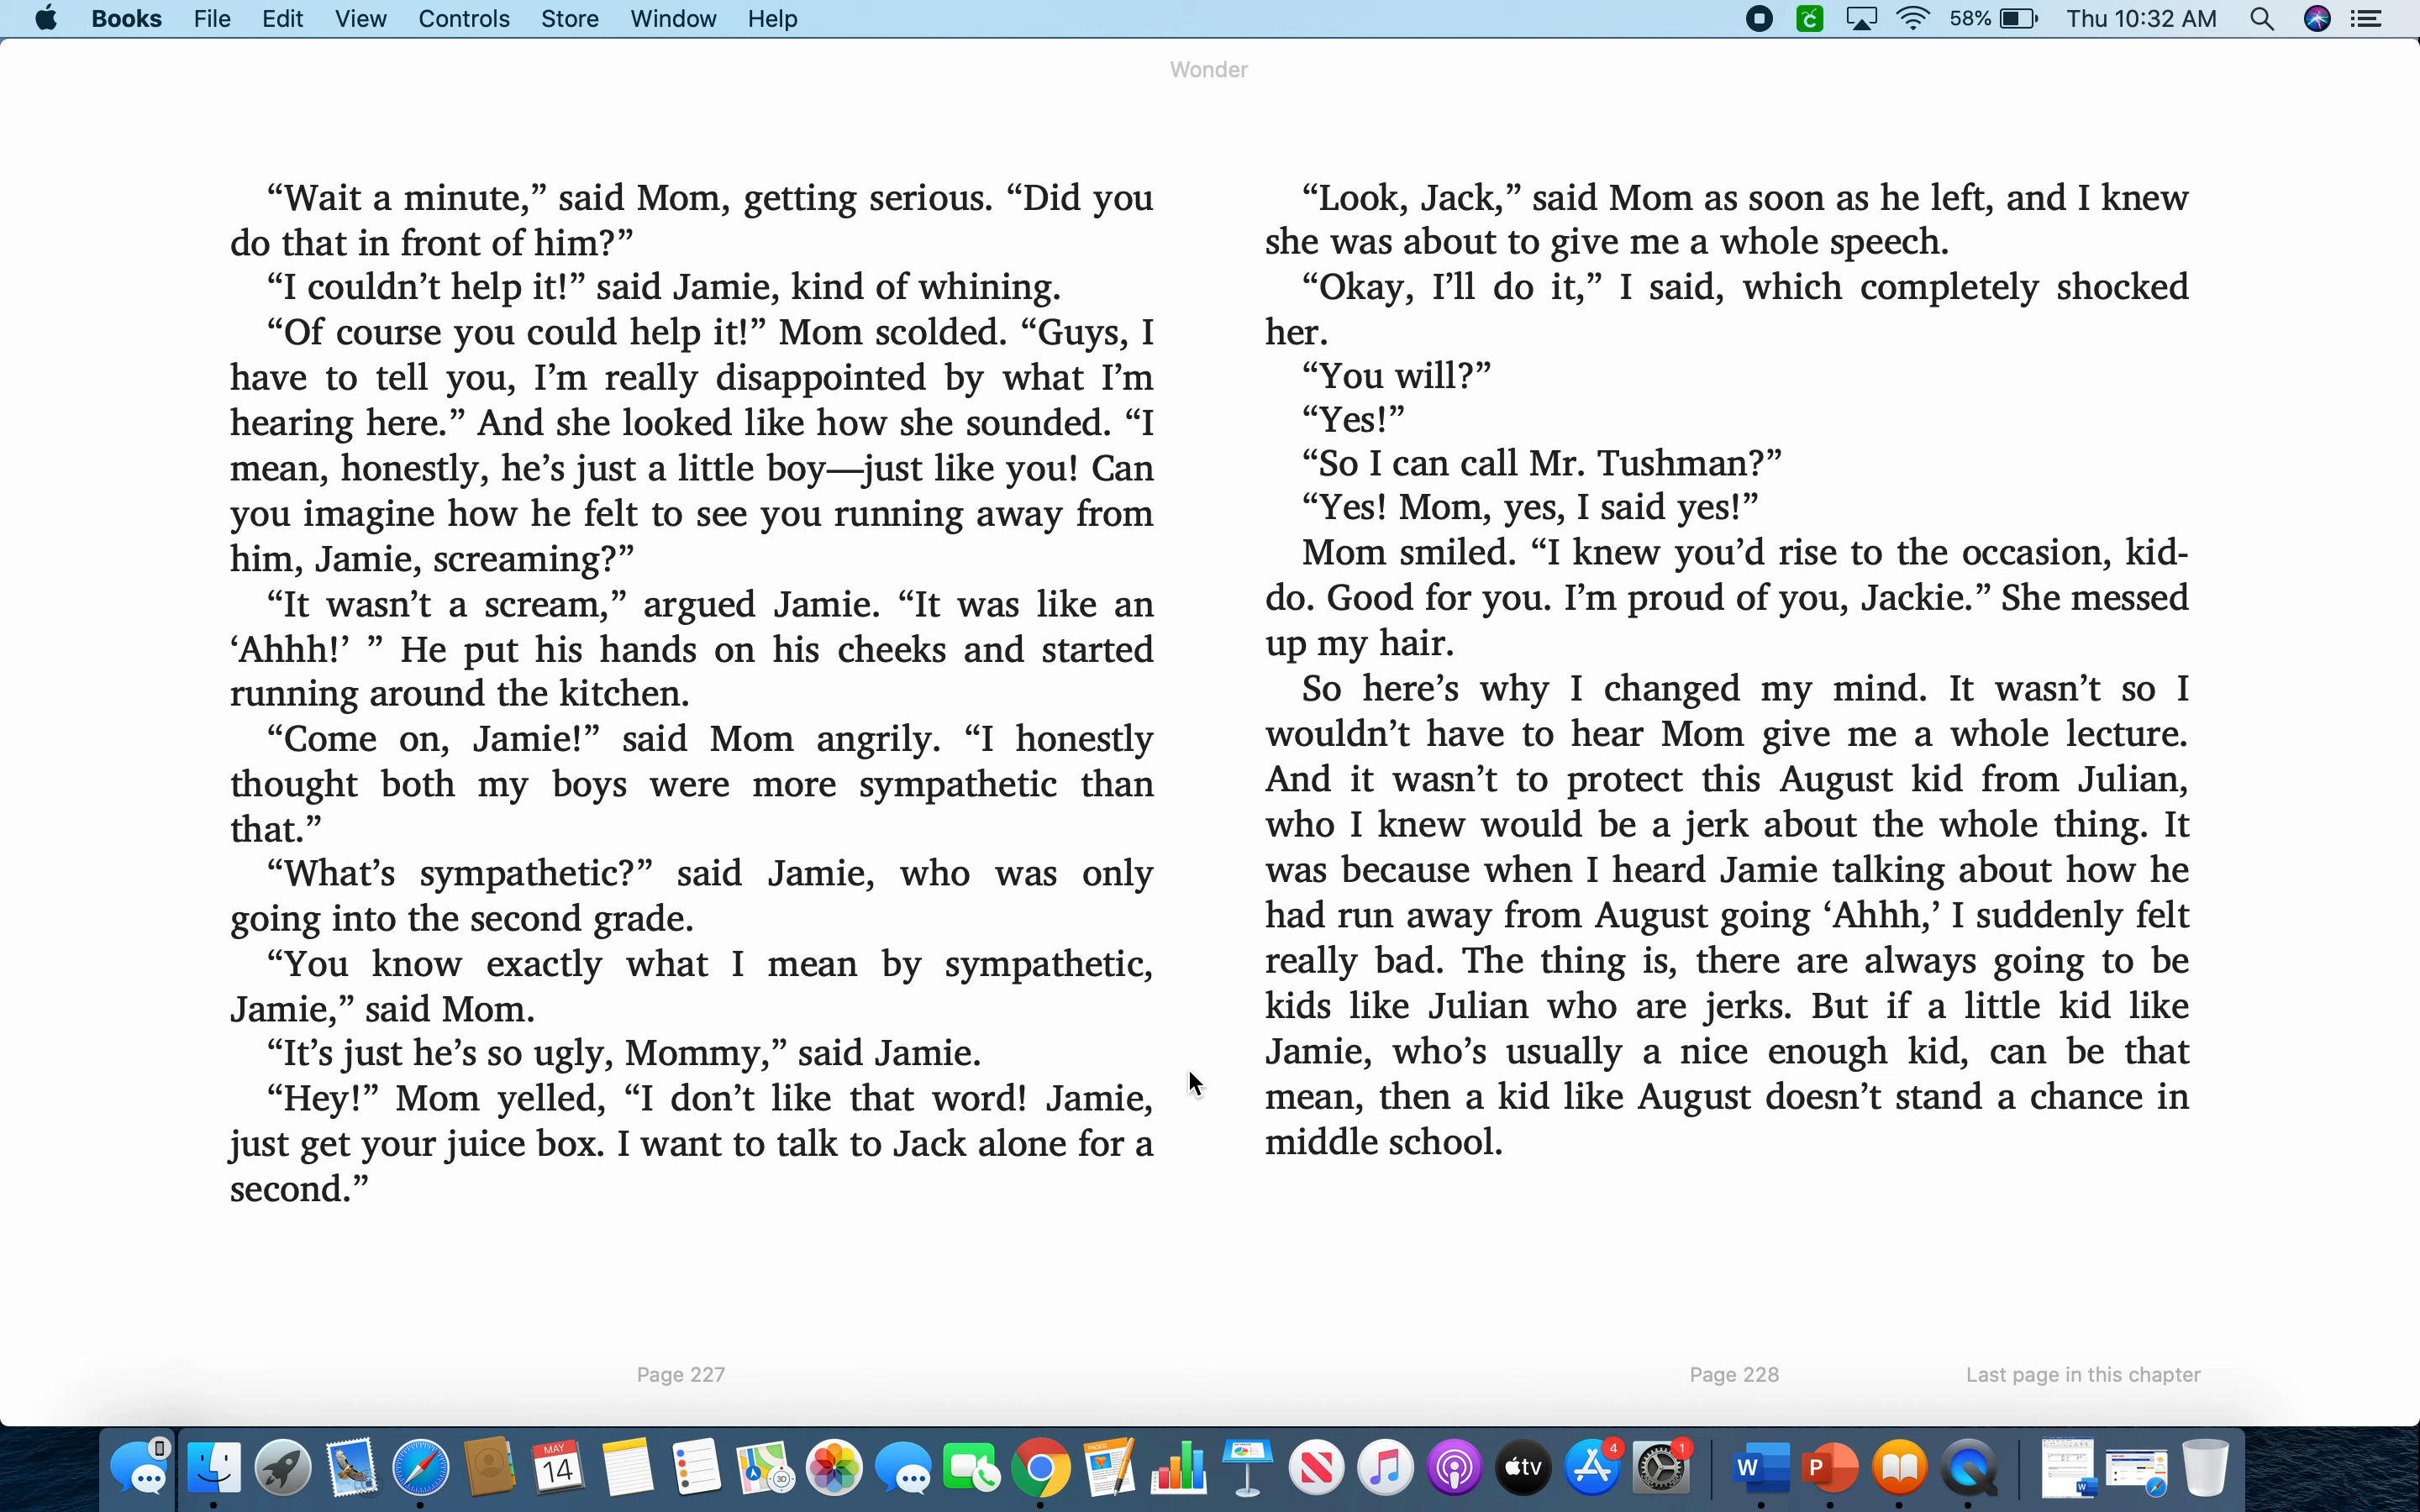 Books File Edit View Controls Store Window Help 58% Thu 10:32 AM
Wonder
“Wait a minute,” said Mom, getting serious. “Did you
do that in front of him?”
“I couldn’t help it!” said Jamie, kind of whining.
“Of course you could help it!” Mom scolded. “Guys, I
have to tell you, I’m really disappointed by what I’m
hearing here.” And she looked like how she sounded. “I
mean, honestly, he’s just a little boy—just like you! Can
you imagine how he felt to see you running away from
him, Jamie, screaming?”
“It wasn’t a scream,” argued Jamie. “It was like an
‘Ahhh!’ ” He put his hands on his cheeks and started
running around the kitchen.
“Come on, Jamie!” said Mom angrily. “I honestly
thought both my boys were more sympathetic than
that.”
“What’s sympathetic?” said Jamie, who was only
going into the second grade.
“You know exactly what I mean by sympathetic,
Jamie,” said Mom.
“It’s just he’s so ugly, Mommy,” said Jamie.
“Hey!” Mom yelled, “I don’t like that word! Jamie,
just get your juice box. I want to talk to Jack alone for a
second.”
Page 227
“Look, Jack,” said Mom as soon as he left, and I knew
she was about to give me a whole speech.
“Okay, I’ll do it,” I said, which completely shocked
her.
“You will?”
“Yes!”
“So I can call Mr. Tushman?”
“Yes! Mom, yes, I said yes!”
Mom smiled. “I knew you’d rise to the occasion, kid-
do. Good for you. I’m proud of you, Jackie.” She messed
up my hair.
So here’s why I changed my mind. It wasn’t so I
wouldn’t have to hear Mom give me a whole lecture.
And it wasn’t to protect this August kid from Julian,
who I knew would be a jerk about the whole thing. It
was because when I heard Jamie talking about how he
had run away from August going ‘Ahhh,’ I suddenly felt
really bad. The thing is, there are always going to be
kids like Julian who are jerks. But if a little kid like
Jamie, who’s usually a nice enough kid, can be that
mean, then a kid like August doesn’t stand a chance in
middle school.
Page 228 Last page in this chapter
MAY
14
PAGES
3D
tv
4
1
W
P
W